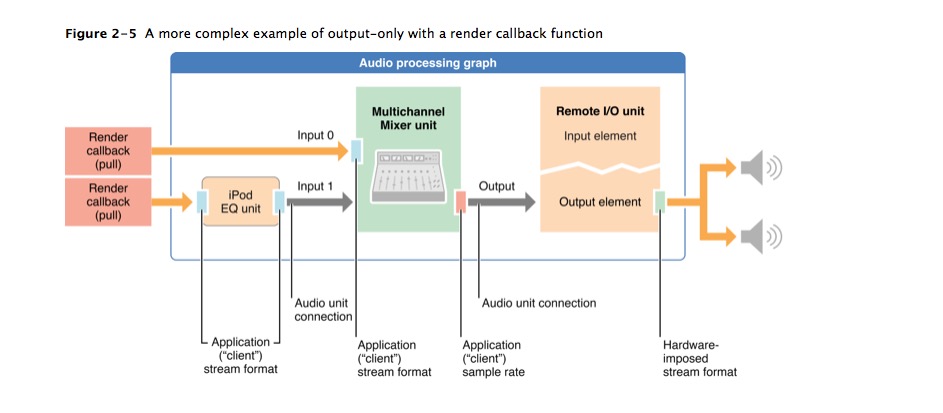 Figure 2-5 A more complex example of output-only with a render callback function
Audio processing graph
Render
callback
(pull)
Render
callback
(pull)
Input 0
Input 1
iPod
EQ unit
Multichannel
Mixer unit
Output
Remote I/O unit
Input element
Output element
Audio unit
connection
Audio unit connection
Application
(“client”)
stream format
Application
(“client”)
stream format
Application
(“client”)
sample rate
Hardware-
imposed
stream format